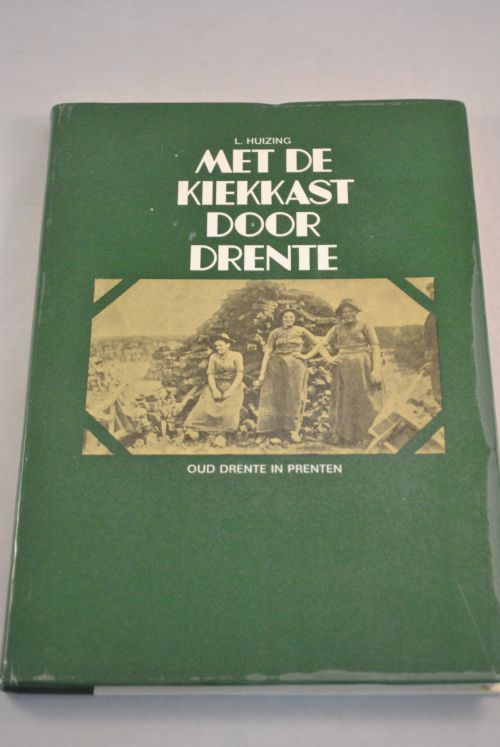 L. HUIZING
MET DE
KIEKKAST
DOOR
DRENTE
OUD DRENTE IN PRENTEN